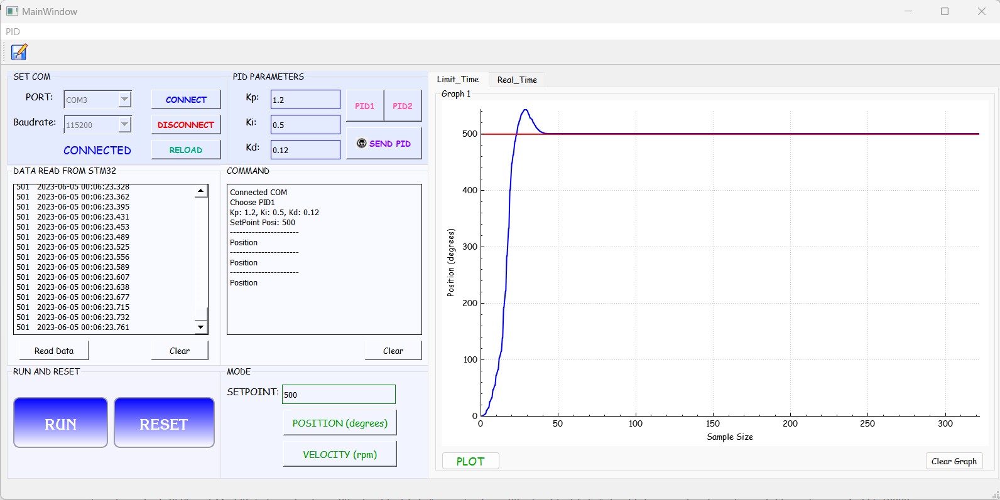 MainWindow
PID
SET COM
PORT:
COM3
CONNECT
Baudrate:
115200
DISCONNECT
CONNECTED
RELOAD
PID PARAMETERS
Kp:
1.2
Ki:
0.5
Kd:
0.12
PID1
PID2
SEND PID
DATA READ FROM STM32
501 2023-06-05 00:06:23.328
501 2023-06-05 00:06:23.362
501 2023-06-05 00:06:23.395
501 2023-06-05 00:06:23.431
501 2023-06-05 00:06:23.453
501 2023-06-05 00:06:23.489
501 2023-06-05 00:06:23.525
501 2023-06-05 00:06:23.556
501 2023-06-05 00:06:23.589
501 2023-06-05 00:06:23.607
501 2023-06-05 00:06:23.638
501 2023-06-05 00:06:23.677
501 2023-06-05 00:06:23.715
501 2023-06-05 00:06:23.732
501 2023-06-05 00:06:23.761
Read Data
Clear
COMMAND
Connected COM
Choose PID1
Kp: 1.2, Ki: 0.5, Kd: 0.12
SetPoint Posi: 500
----------------------
Position
----------------------
Position
----------------------
Position
Clear
RUN AND RESET
RUN
RESET
MODE
SETPOINT:
500
POSITION (degrees)
VELOCITY (rpm)
Limit_Time
Real_Time
Graph 1
500
400
300
200
100
0
Position (degrees)
0 50 100 150 200 250 300
Sample Size
PLOT
Clear Graph